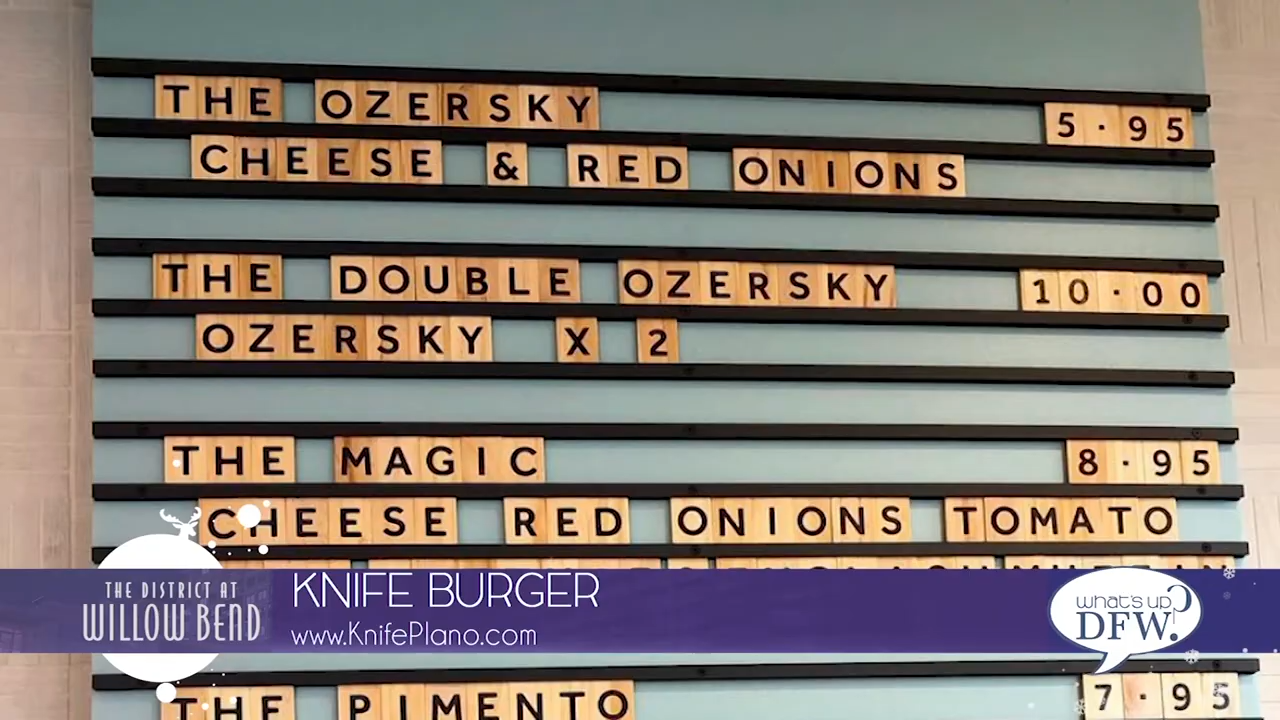 THE OZERSKY 5.95
CHEESE & RED ONIONS
THE DOUBLE OZERSKY 10.00
OZERSKY X 2
THE MAGIC 8.95
CHEESE RED ONIONS TOMATO
THE DISTRICT AT
WILLOW BEND
KNIFE BURGER
www.KnifePlano.com
what's up?
DFW.
THE PIMENTO 7.95